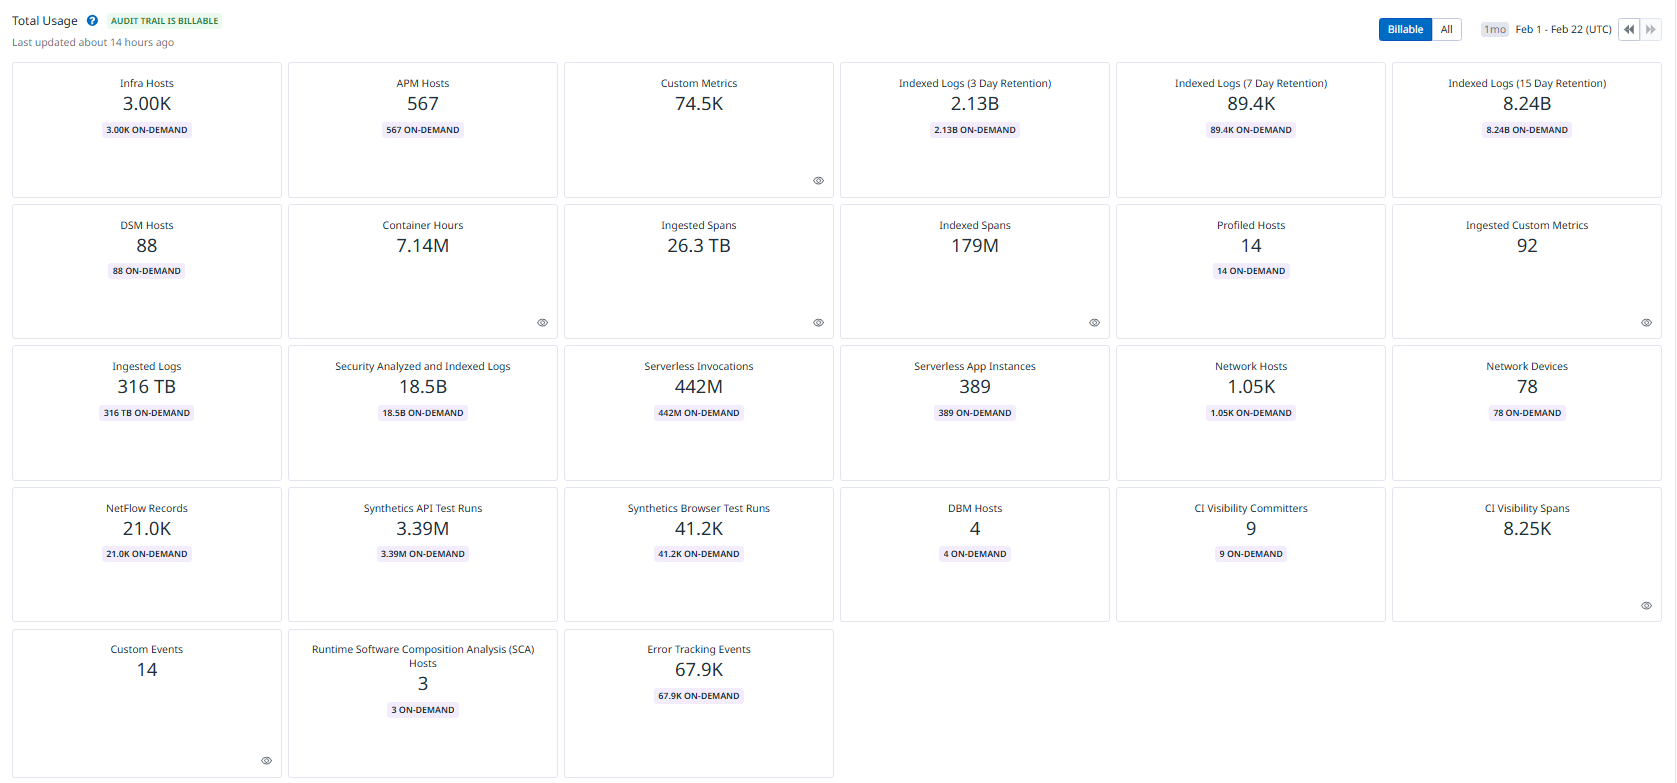 Total Usage
AUDIT TRAIL IS BILLABLE
Last updated about 14 hours ago
Billable
All
1mo
Feb 1 - Feb 22 (UTC)
Infra Hosts
3.00K
3.00K ON-DEMAND
APM Hosts
567
567 ON-DEMAND
Custom Metrics
74.5K
Indexed Logs (3 Day Retention)
2.13B
2.13B ON-DEMAND
Indexed Logs (7 Day Retention)
89.4K
89.4K ON-DEMAND
Indexed Logs (15 Day Retention)
8.24B
8.24B ON-DEMAND
DSM Hosts
88
88 ON-DEMAND
Container Hours
7.14M
Ingested Spans
26.3 TB
Indexed Spans
179M
Profiled Hosts
14
14 ON-DEMAND
Ingested Custom Metrics
92
Ingested Logs
316 TB
316 TB ON-DEMAND
Security Analyzed and Indexed Logs
18.5B
18.5B ON-DEMAND
Serverless Invocations
442M
442M ON-DEMAND
Serverless App Instances
389
389 ON-DEMAND
Network Hosts
1.05K
1.05K ON-DEMAND
Network Devices
78
78 ON-DEMAND
NetFlow Records
21.0K
21.0K ON-DEMAND
Synthetics API Test Runs
3.39M
3.39M ON-DEMAND
Synthetics Browser Test Runs
41.2K
41.2K ON-DEMAND
DBM Hosts
4
4 ON-DEMAND
CI Visibility Committers
9
9 ON-DEMAND
CI Visibility Spans
8.25K
Custom Events
14
Runtime Software Composition Analysis (SCA)
Hosts
3
3 ON-DEMAND
Error Tracking Events
67.9K
67.9K ON-DEMAND